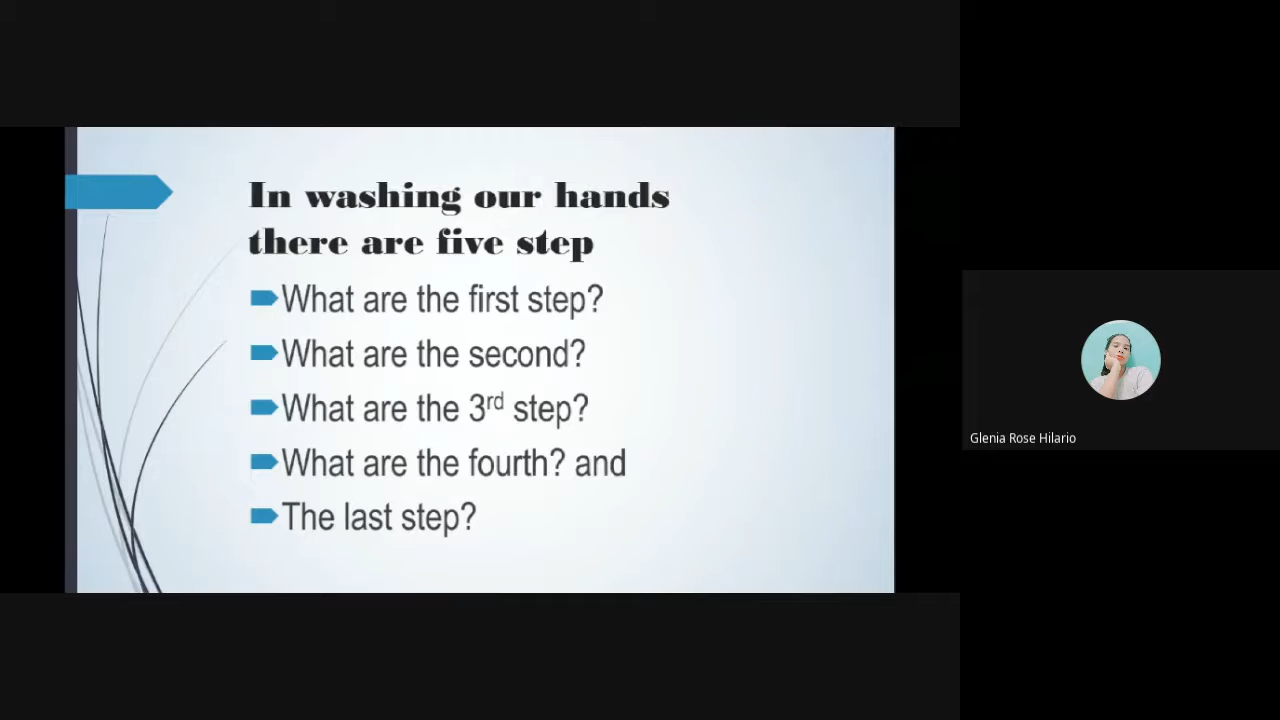 In washing our hands
there are five step
What are the first step?
What are the second?
What are the 3rd step?
What are the fourth? and
The last step?
Glenia Rose Hilario